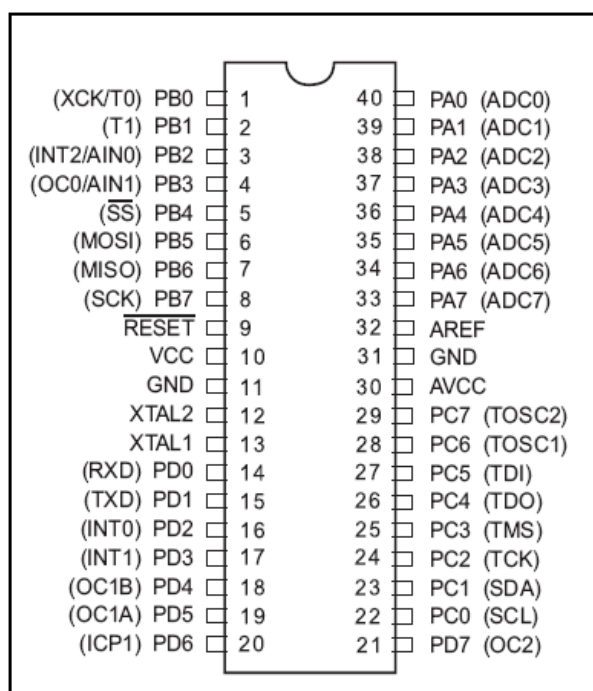 (XCK/T0) PB0 1 40 PA0 (ADC0)
(T1) PB1 2 39 PA1 (ADC1)
(INT2/AIN0) PB2 3 38 PA2 (ADC2)
(OC0/AIN1) PB3 4 37 PA3 (ADC3)
(S̅S̅) PB4 5 36 PA4 (ADC4)
(MOSI) PB5 6 35 PA5 (ADC5)
(MISO) PB6 7 34 PA6 (ADC6)
(SCK) PB7 8 33 PA7 (ADC7)
R̅E̅S̅E̅T̅ 9 32 AREF
VCC 10 31 GND
GND 11 30 AVCC
XTAL2 12 29 PC7 (TOSC2)
XTAL1 13 28 PC6 (TOSC1)
(RXD) PD0 14 27 PC5 (TDI)
(TXD) PD1 15 26 PC4 (TDO)
(INT0) PD2 16 25 PC3 (TMS)
(INT1) PD3 17 24 PC2 (TCK)
(OC1B) PD4 18 23 PC1 (SDA)
(OC1A) PD5 19 22 PC0 (SCL)
(ICP1) PD6 20 21 PD7 (OC2)